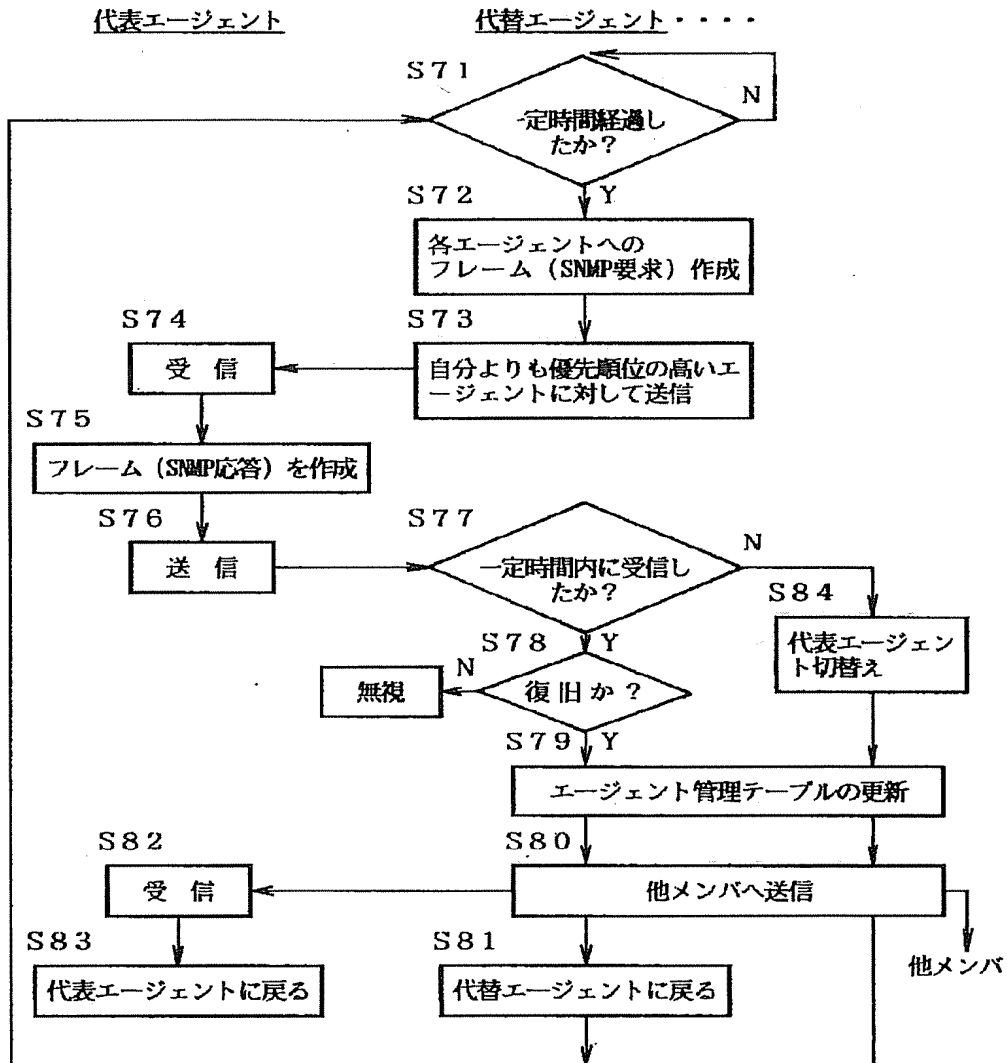 代表エージェント
代替エージェント・・・・
S71
一定時間経過し
たか？
N
Y
S72
各エージェントへの
フレーム（SNMP要求）作成
S73
自分よりも優先順位の高いエ
ージェントに対して送信
S74
受 信
S75
フレーム（SNMP応答）を作成
S76
送 信
S77
一定時間内に受信し
たか？
N
Y
S84
代表エージェン
ト切替え
S78
復旧か？
N
無視
Y
S79
エージェント管理テーブルの更新
S80
他メンバへ送信
他メンバ
S82
受 信
S83
代表エージェントに戻る
S81
代替エージェントに戻る